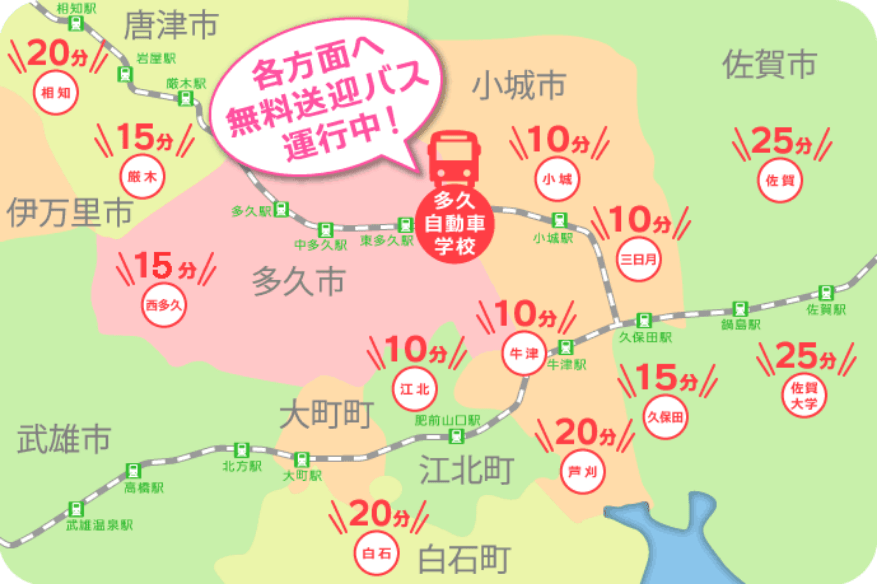 相知駅
唐津市
20分
相知
岩屋駅
厳木駅
各方面へ
無料送迎バス
運行中！
小城市
佐賀市
15分
厳木
10分
小城
25分
佐賀
伊万里市
多久駅
中多久駅
東多久駅
多久
自動車
学校
小城駅
10分
三日月
15分
西多久
多久市
10分
牛津
牛津駅
久保田駅
鍋島駅
佐賀駅
10分
江北
15分
久保田
25分
佐賀
大学
大町町
肥前山口駅
武雄市
北方駅
大町駅
江北町
20分
芦刈
高橋駅
武雄温泉駅
20分
白石
白石町